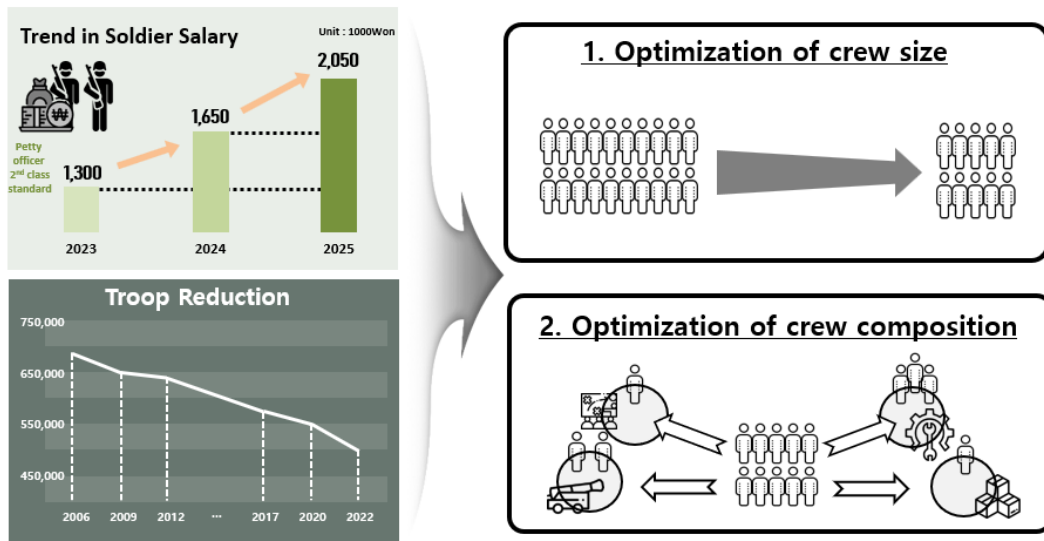 Trend in Soldier Salary
Unit : 1000Won
2,050
1,650
1,300
₩
Petty
officer
2nd class
standard
2023
2024
2025
Troop Reduction
750,000
650,000
550,000
450,000
2006
2009
2012
...
2017
2020
2022
1. Optimization of crew size
2. Optimization of crew composition